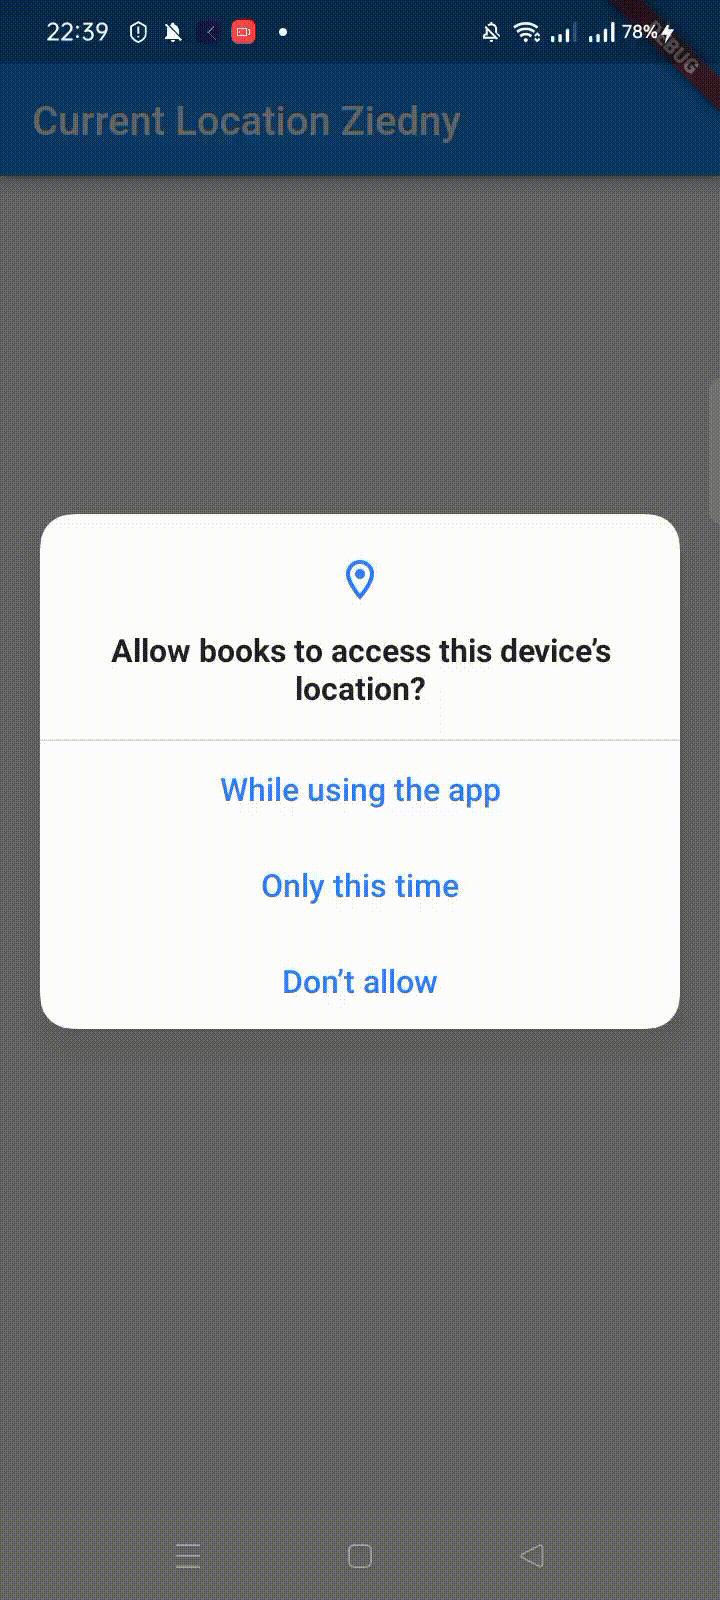 22:39
78%
DEBUG
Current Location Ziedny
Allow books to access this device’s
location?
While using the app
Only this time
Don’t allow